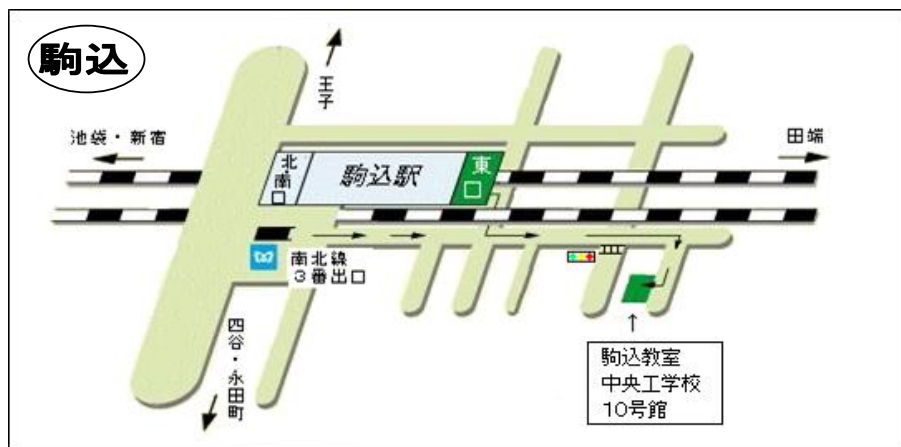 駒込
王子
池袋・新宿
田端
北・南口
駒込駅
東口
南北線
3番出口
四谷・永田町
駒込教室
中央工学校
10号館